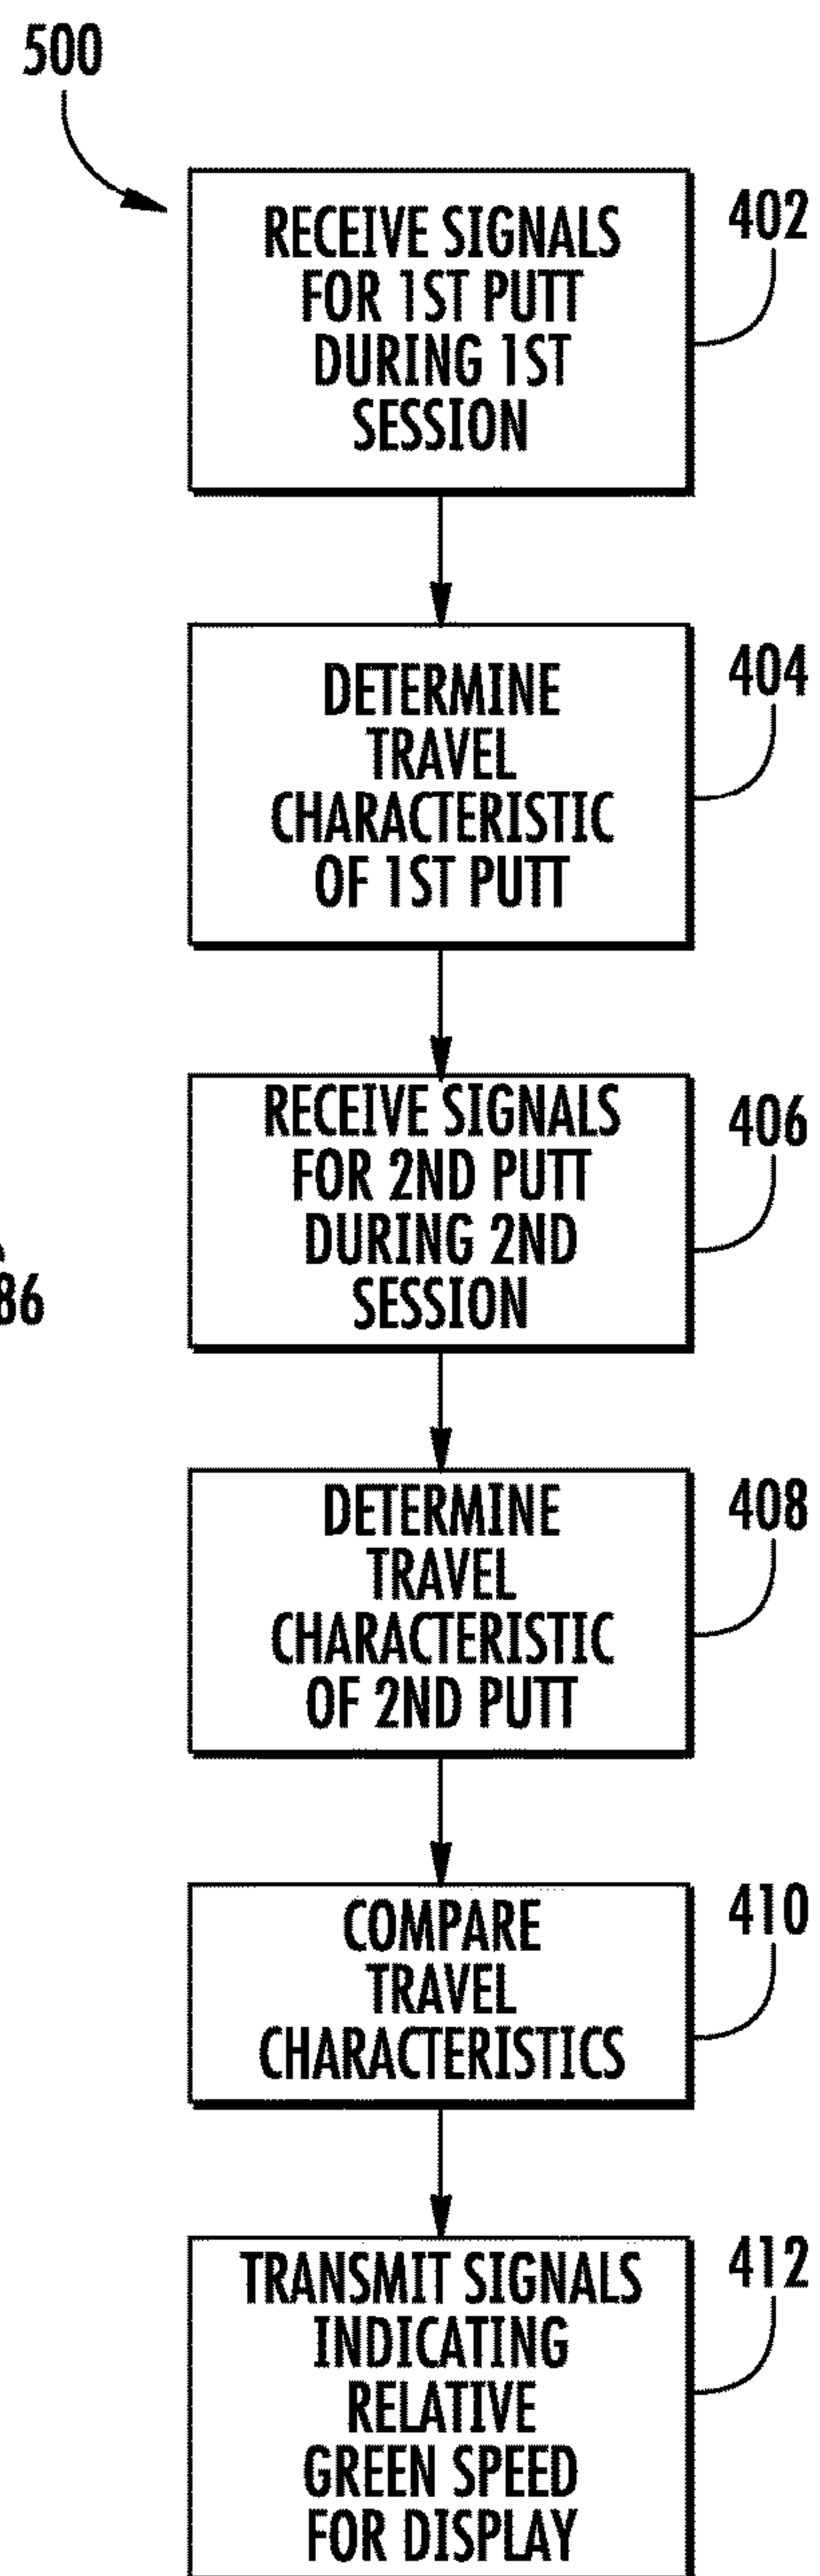 500
RECEIVE SIGNALS
FOR 1ST PUTT
DURING 1ST
SESSION
402
DETERMINE
TRAVEL
CHARACTERISTIC
OF 1ST PUTT
404
RECEIVE SIGNALS
FOR 2ND PUTT
DURING 2ND
SESSION
406
86
DETERMINE
TRAVEL
CHARACTERISTIC
OF 2ND PUTT
408
COMPARE
TRAVEL
CHARACTERISTICS
410
TRANSMIT SIGNALS
INDICATING
RELATIVE
GREEN SPEED
FOR DISPLAY
412